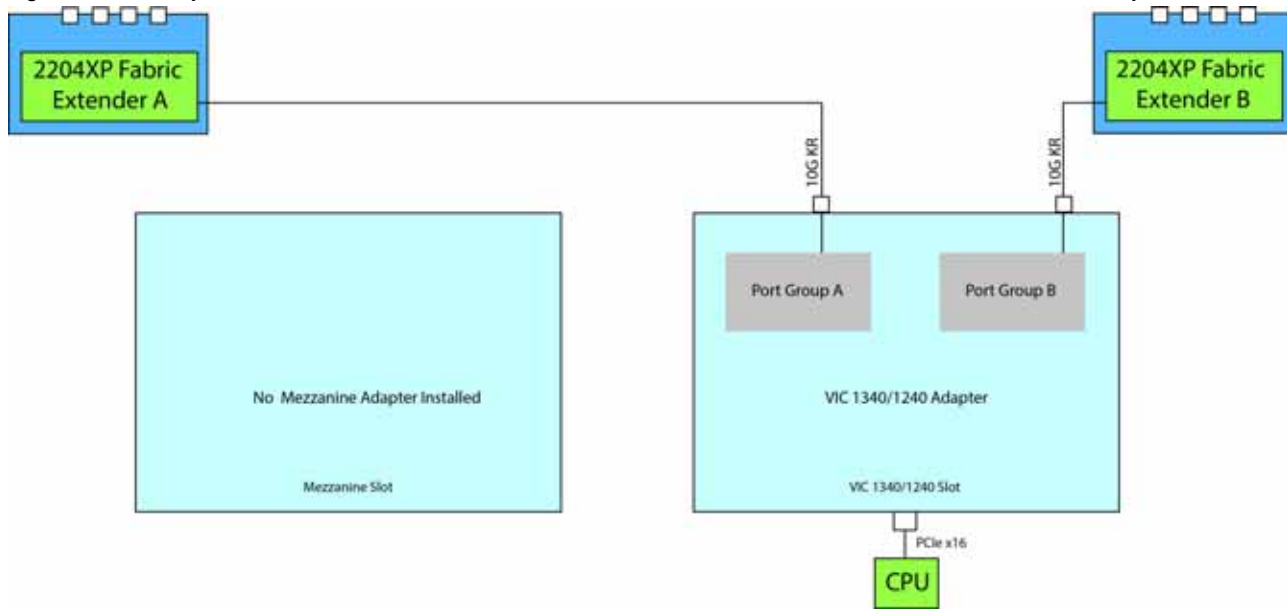 2204XP Fabric
Extender A
2204XP Fabric
Extender B
10G KR
10G KR
Port Group A
Port Group B
No Mezzanine Adapter Installed
VIC 1340/1240 Adapter
Mezzanine Slot
VIC 1340/1240 Slot
PCIe x16
CPU